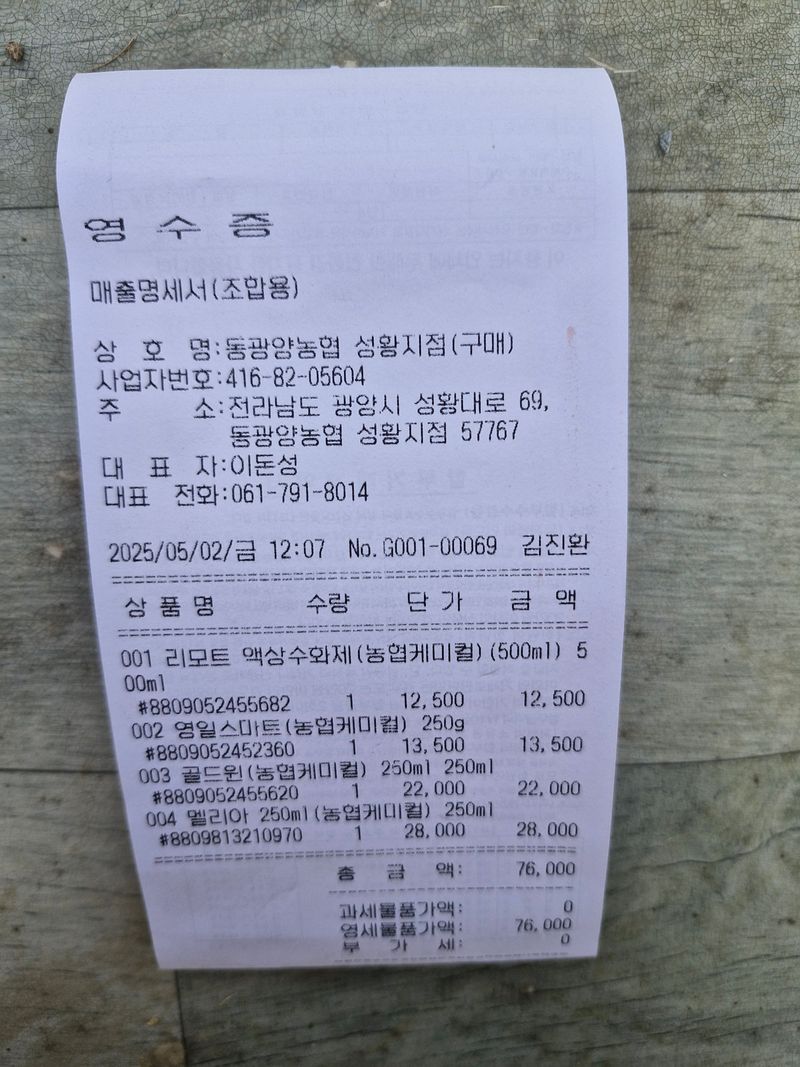 영 수 증
매출명세서(조합용)
상 호 명:동광양농협 성황지점(구매)
사업자번호:416-82-05604
주 소:전라남도 광양시 성황대로 69,
동광양농협 성황지점 57767
대 표 자:이돈성
대표 전화:061-791-8014
2025/05/02/금 12:07 No.G001-00069 김진환
상 품 명 수량 단 가 금 액
001 리모트 액상수화제(농협케미컬)(500ml) 5
00ml
#8809052455682 1 12,500 12,500
002 영일스마트(농협케미컬) 250g
#8809052452360 1 13,500 13,500
003 골드원(농협케미컬) 250ml 250ml
#8809052455620 1 22,000 22,000
004 멜리아 250ml(농협케미컬) 250ml
#8809813210970 1 28,000 28,000
총 금 액: 76,000
과세물품가액: 0
영세물품가액: 76,000
부 가 세: 0